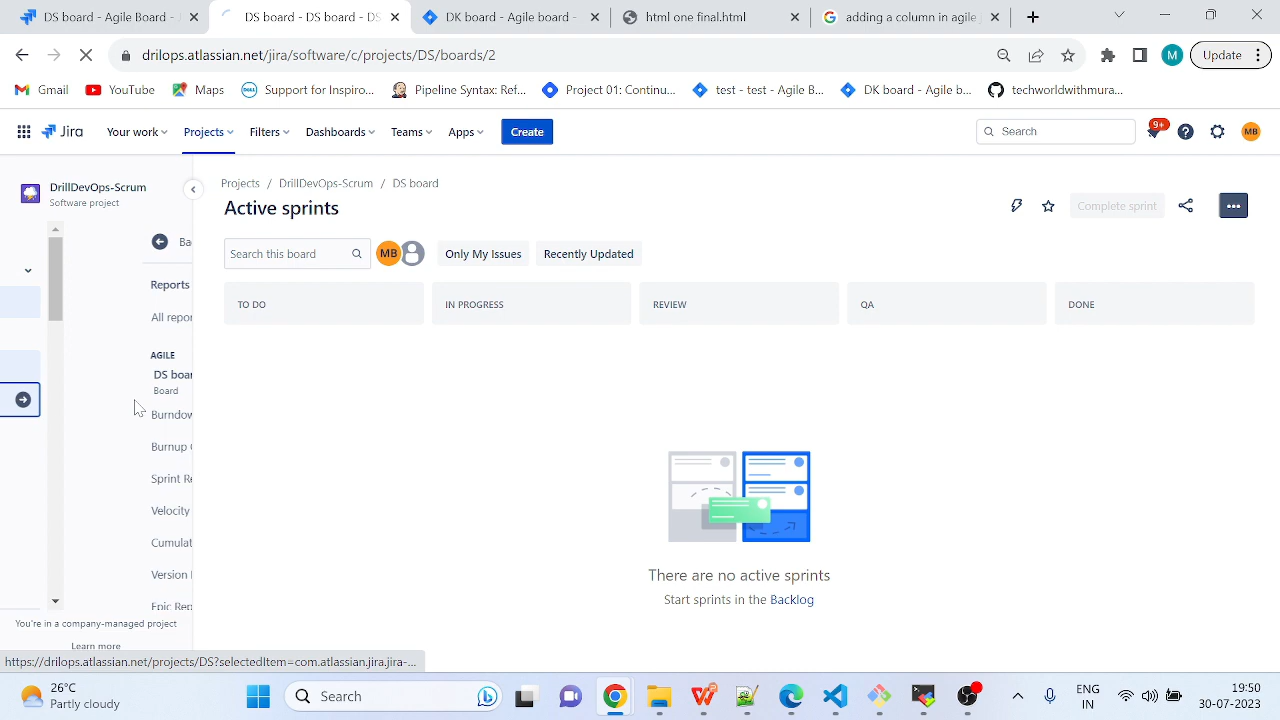 DS board - DS board -
DS board - DS board - DS
DK board - Agile board -
html one final.html
adding a column in agile
drilops.atlassian.net/jira/software/c/projects/DS/boards/2
M
Update
Gmail
YouTube
Maps
Support for Inspiro...
Pipeline Syntax: Ref...
Project 01: Continu...
test - test - Agile B...
DK board - Agile b...
techworldwithmura...
Jira
Your work
Projects
Filters
Dashboards
Teams
Apps
Create
Search
9+
MB
DrillDevOps-Scrum
Software project
Projects / DrillDevOps-Scrum / DS board
Active sprints
Complete sprint
Search this board
MB
Only My Issues
Recently Updated
Reports
AGILE
Board
Velocity
TO DO
IN PROGRESS
REVIEW
QA
DONE
There are no active sprints
Start sprints in the Backlog
You're in a company-managed project
Learn more
https://drilops.atlassian.net/projects/DS?selectedItem=com.atlassian.jira.jira-...
26°C
Partly cloudy
Search
ENG
IN
19:50
30-07-2023